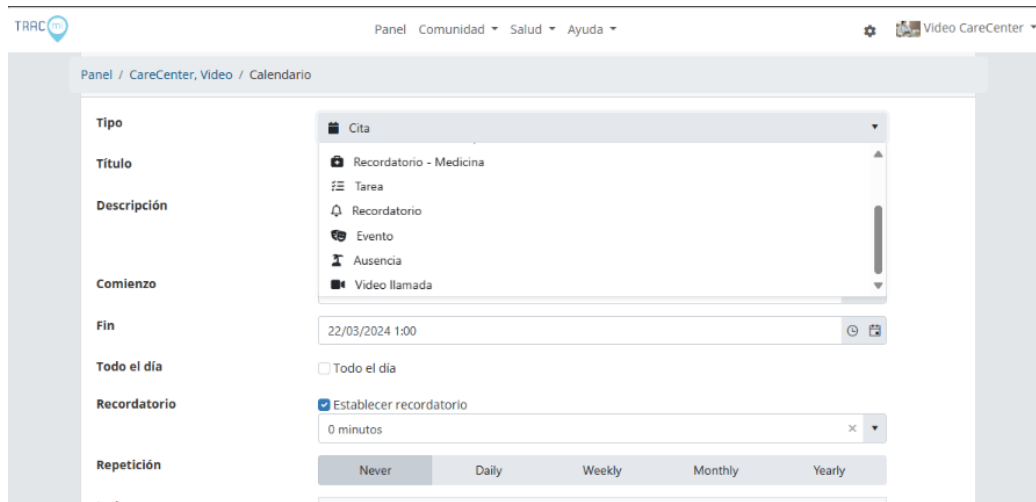 TRAC mi
Panel Comunidad Salud Ayuda
Video CareCenter
Panel / CareCenter, Video / Calendario
Tipo
Cita
Recordatorio - Medicina
Título
Tarea
Descripción
Recordatorio
Evento
Ausencia
Comienzo
Video llamada
Fin
22/03/2024 1:00
Todo el día
Todo el día
Recordatorio
Establecer recordatorio
0 minutos
Repetición
Never Daily Weekly Monthly Yearly